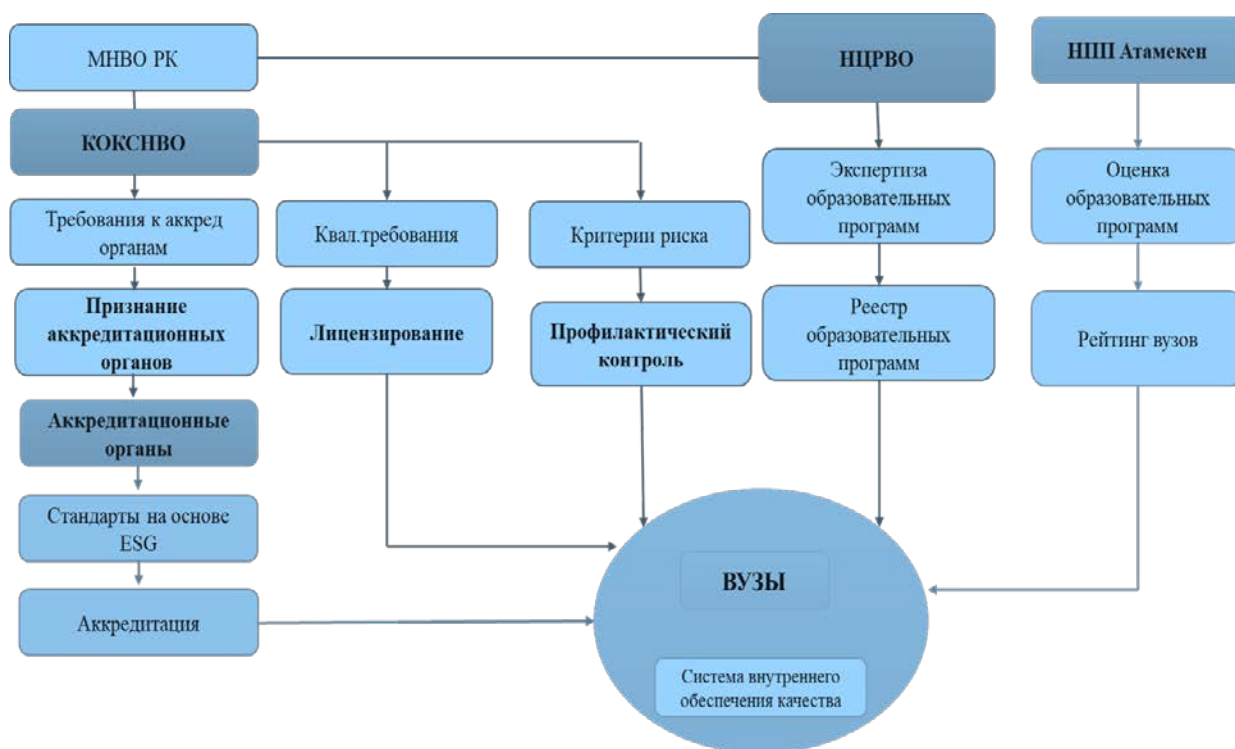 МНВО РК
НЦРВО
НПП Атамекен
КОКСНВО
Требования к аккред
органам
Квал.требования
Критерии риска
Экспертиза
образовательных
программ
Оценка
образовательных
программ
Признание
аккредитационных
органов
Лицензирование
Профилактический
контроль
Реестр
образовательных
программ
Рейтинг вузов
Аккредитационные
органы
Стандарты на основе
ESG
Аккредитация
ВУЗЫ
Система внутреннего
обеспечения качества